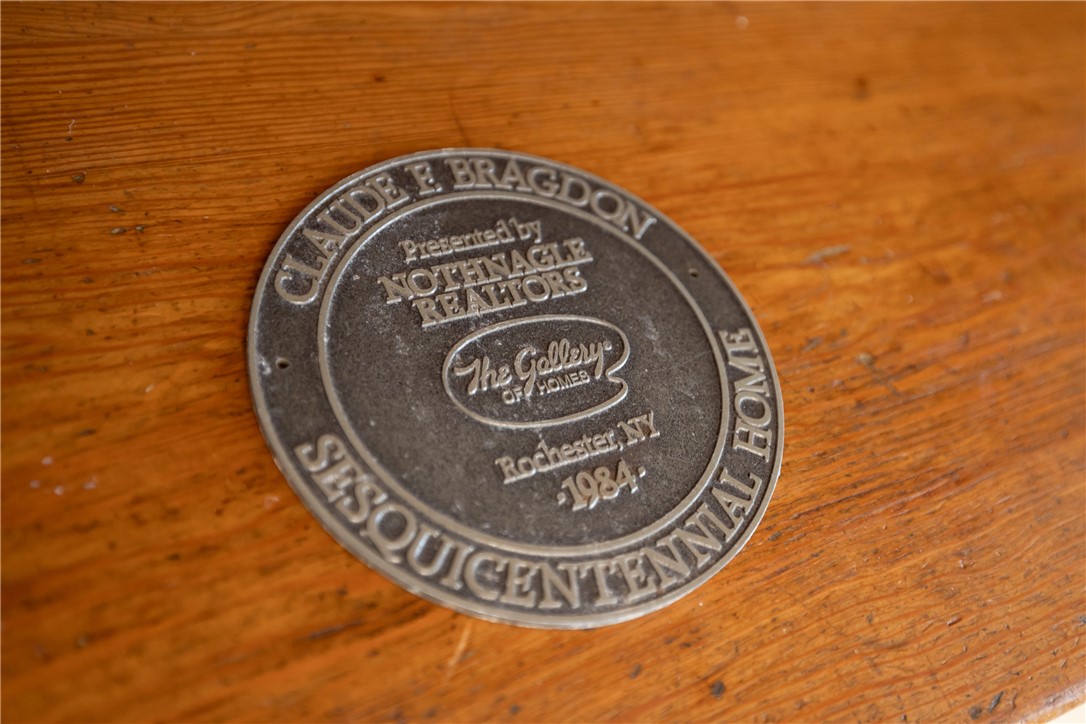 CLAUDE F. BRAGDON
Presented by
NOTHNAGLE
REALTORS
The Gallery®
OF HOMES
Rochester, NY
·1984·
SESQUICENTENNIAL HOME